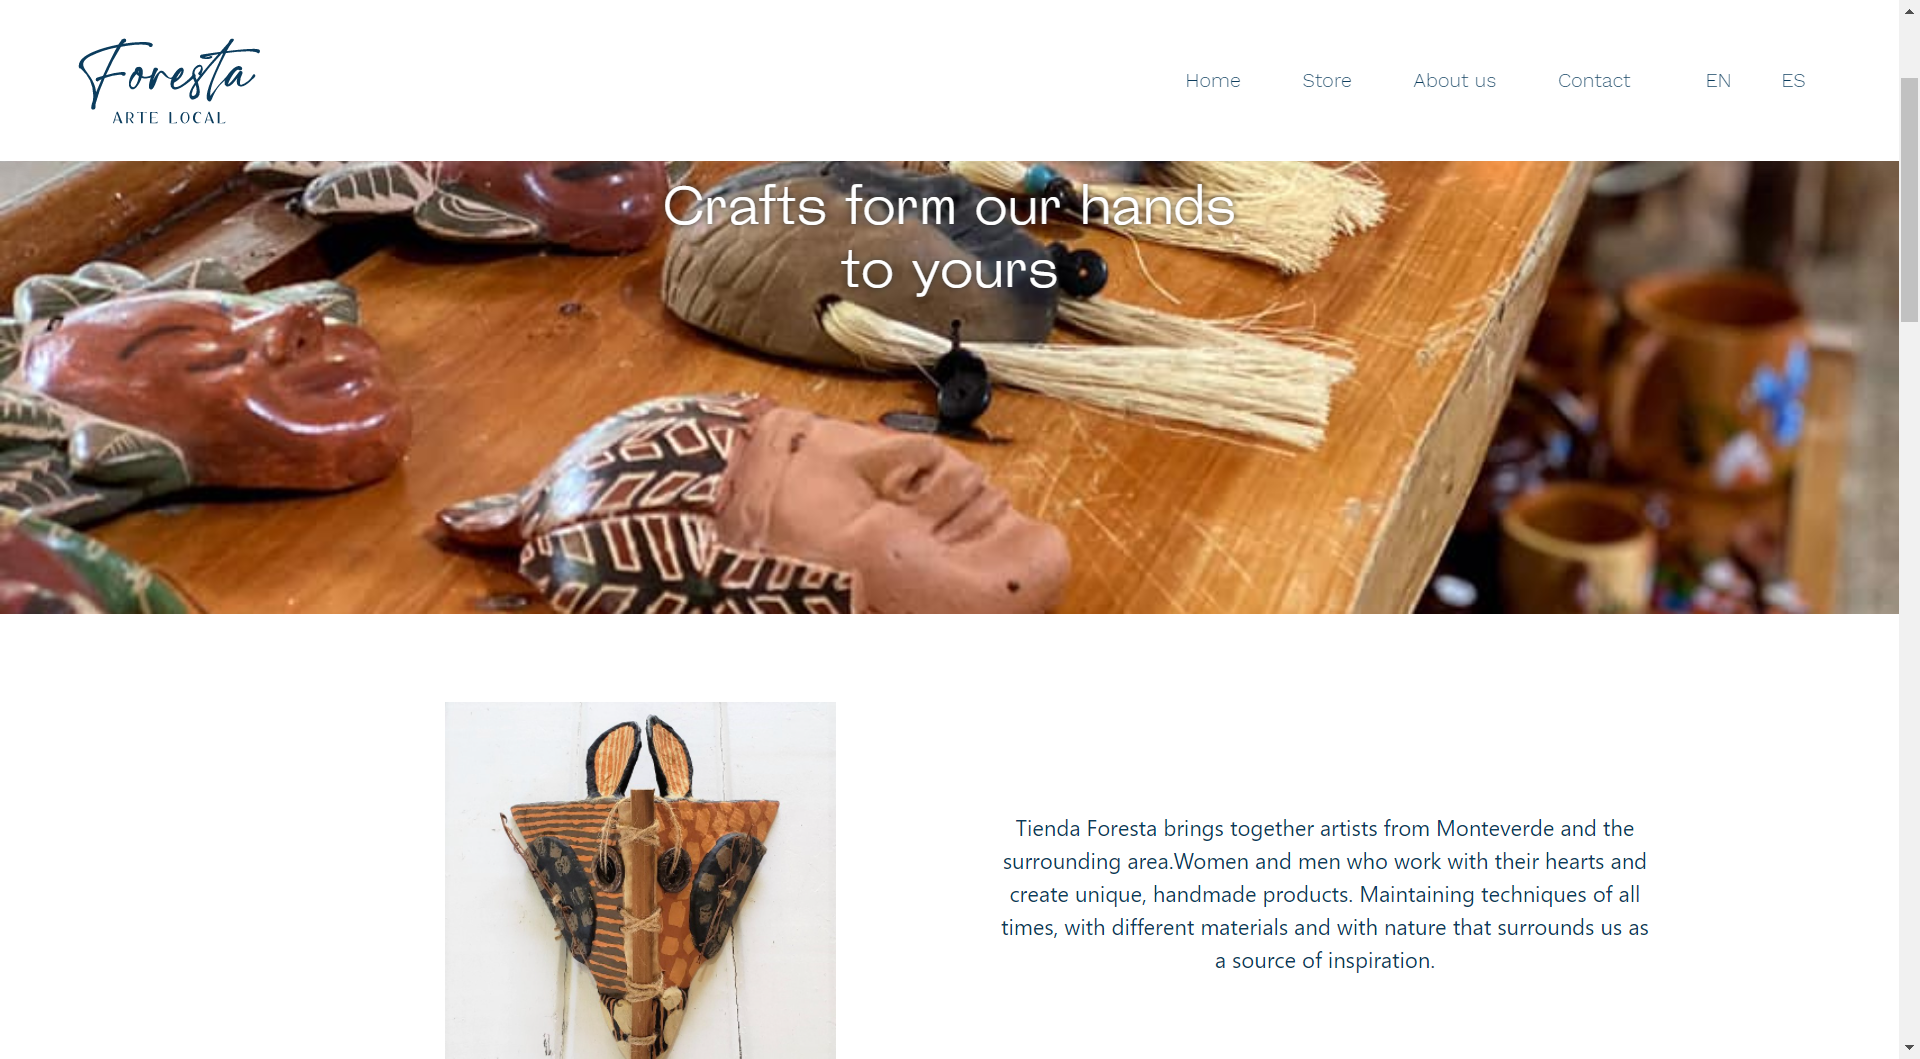 Foresta
ARTE LOCAL
Home Store About us Contact EN ES
Crafts form our hands
to yours
Tienda Foresta brings together artists from Monteverde and the
surrounding area.Women and men who work with their hearts and
create unique, handmade products. Maintaining techniques of all
times, with different materials and with nature that surrounds us as
a source of inspiration.